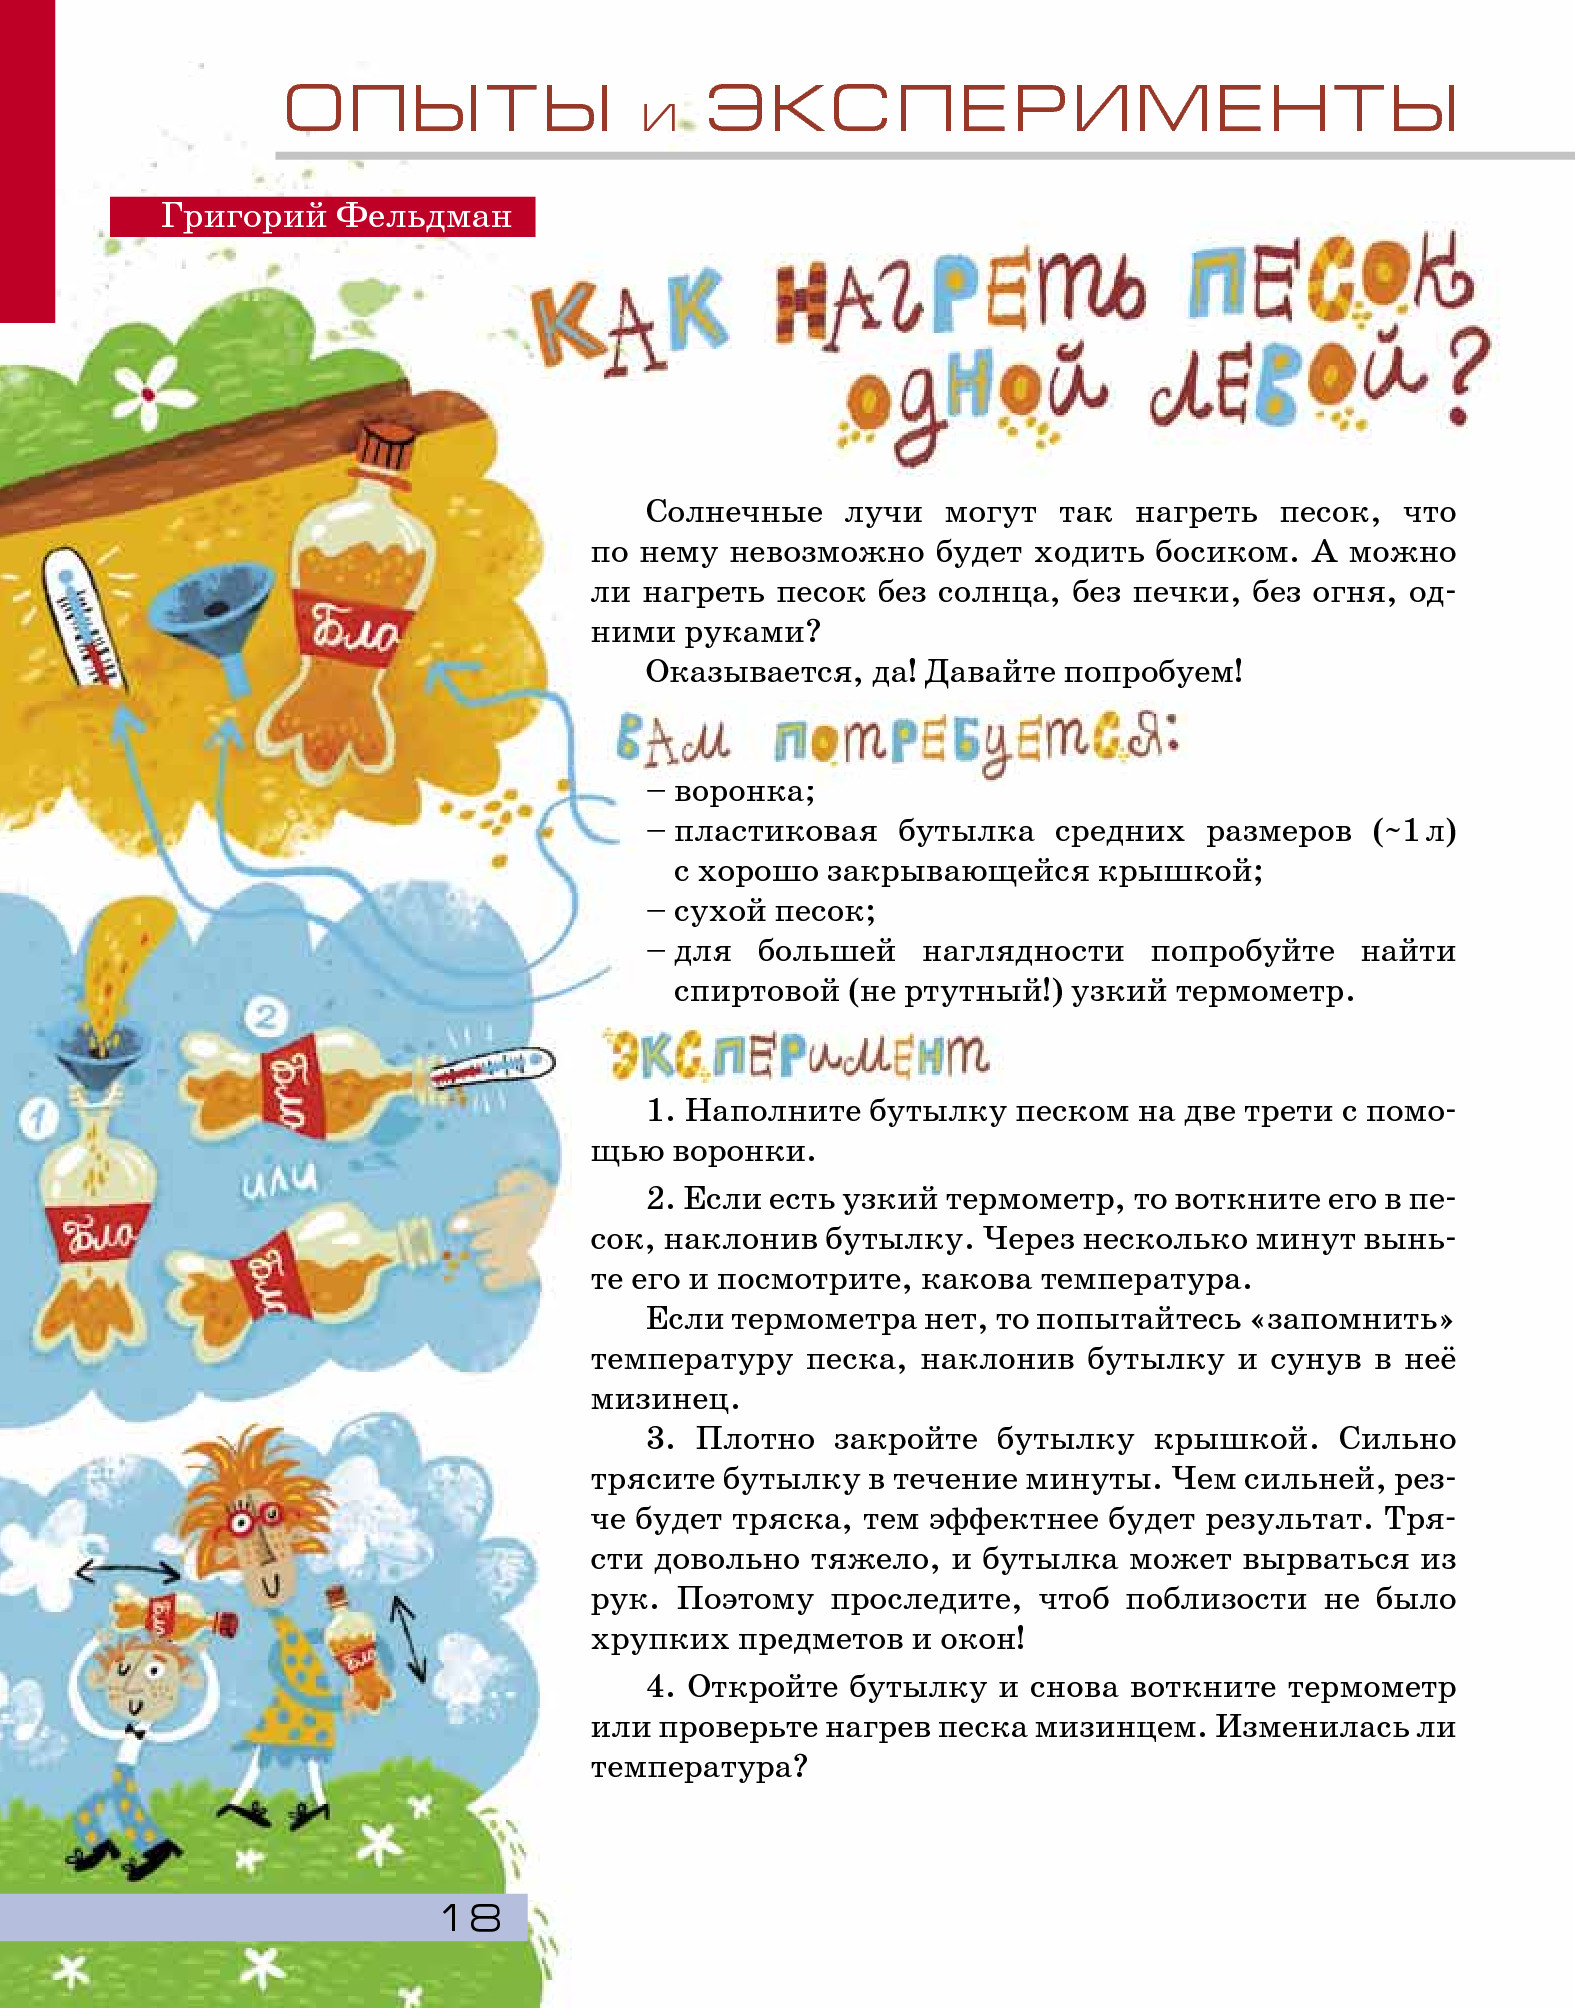 ОПЫТЫ и ЭКСПЕРИМЕНТЫ
Григорий Фельдман
КАК НАГРЕТЬ ПЕСОК
ОДНОЙ ЛЕВОЙ?
Солнечные лучи могут так нагреть песок, что
по нему невозможно будет ходить босиком. А можно
ли нагреть песок без солнца, без печки, без огня, од-
ними руками?
Оказывается, да! Давайте попробуем!
Бла
ВАМ ПОТРЕБУЕТСЯ:
– воронка;
– пластиковая бутылка средних размеров (~1 л)
с хорошо закрывающейся крышкой;
– сухой песок;
– для большей наглядности попробуйте найти
спиртовой (не ртутный!) узкий термометр.
ЭКСПЕРИМЕНТ
1. Наполните бутылку песком на две трети с помо-
щью воронки.
2. Если есть узкий термометр, то воткните его в пе-
сок, наклонив бутылку. Через несколько минут вынь-
те его и посмотрите, какова температура.
Если термометра нет, то попытайтесь «запомнить»
температуру песка, наклонив бутылку и сунув в неё
мизинец.
3. Плотно закройте бутылку крышкой. Сильно
трясите бутылку в течение минуты. Чем сильней, рез-
че будет тряска, тем эффектнее будет результат. Тря-
сти довольно тяжело, и бутылка может вырваться из
рук. Поэтому проследите, чтоб поблизости не было
хрупких предметов и окон!
4. Откройте бутылку и снова воткните термометр
или проверьте нагрев песка мизинцем. Изменилась ли
температура?
1
Бла
2
Бла
или
Бла
Бла
Бла
18